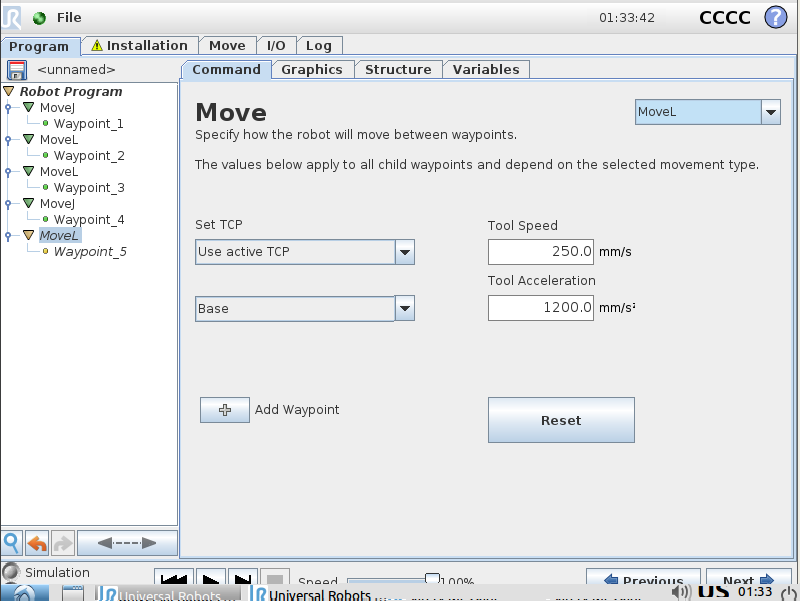 File
01:33:42
CCCC
?
Program
Installation
Move
I/O
Log
<unnamed>
Command
Graphics
Structure
Variables
Robot Program
MoveJ
Waypoint_1
MoveL
Waypoint_2
MoveL
Waypoint_3
MoveJ
Waypoint_4
MoveL
Waypoint_5
Move
MoveL
Specify how the robot will move between waypoints.
The values below apply to all child waypoints and depend on the selected movement type.
Set TCP
Use active TCP
Base
Tool Speed
250.0 mm/s
Tool Acceleration
1200.0 mm/s²
Add Waypoint
Reset
Simulation
Speed
100%
Previous
Next
Universal Robots
Universal Robots
US
01:33